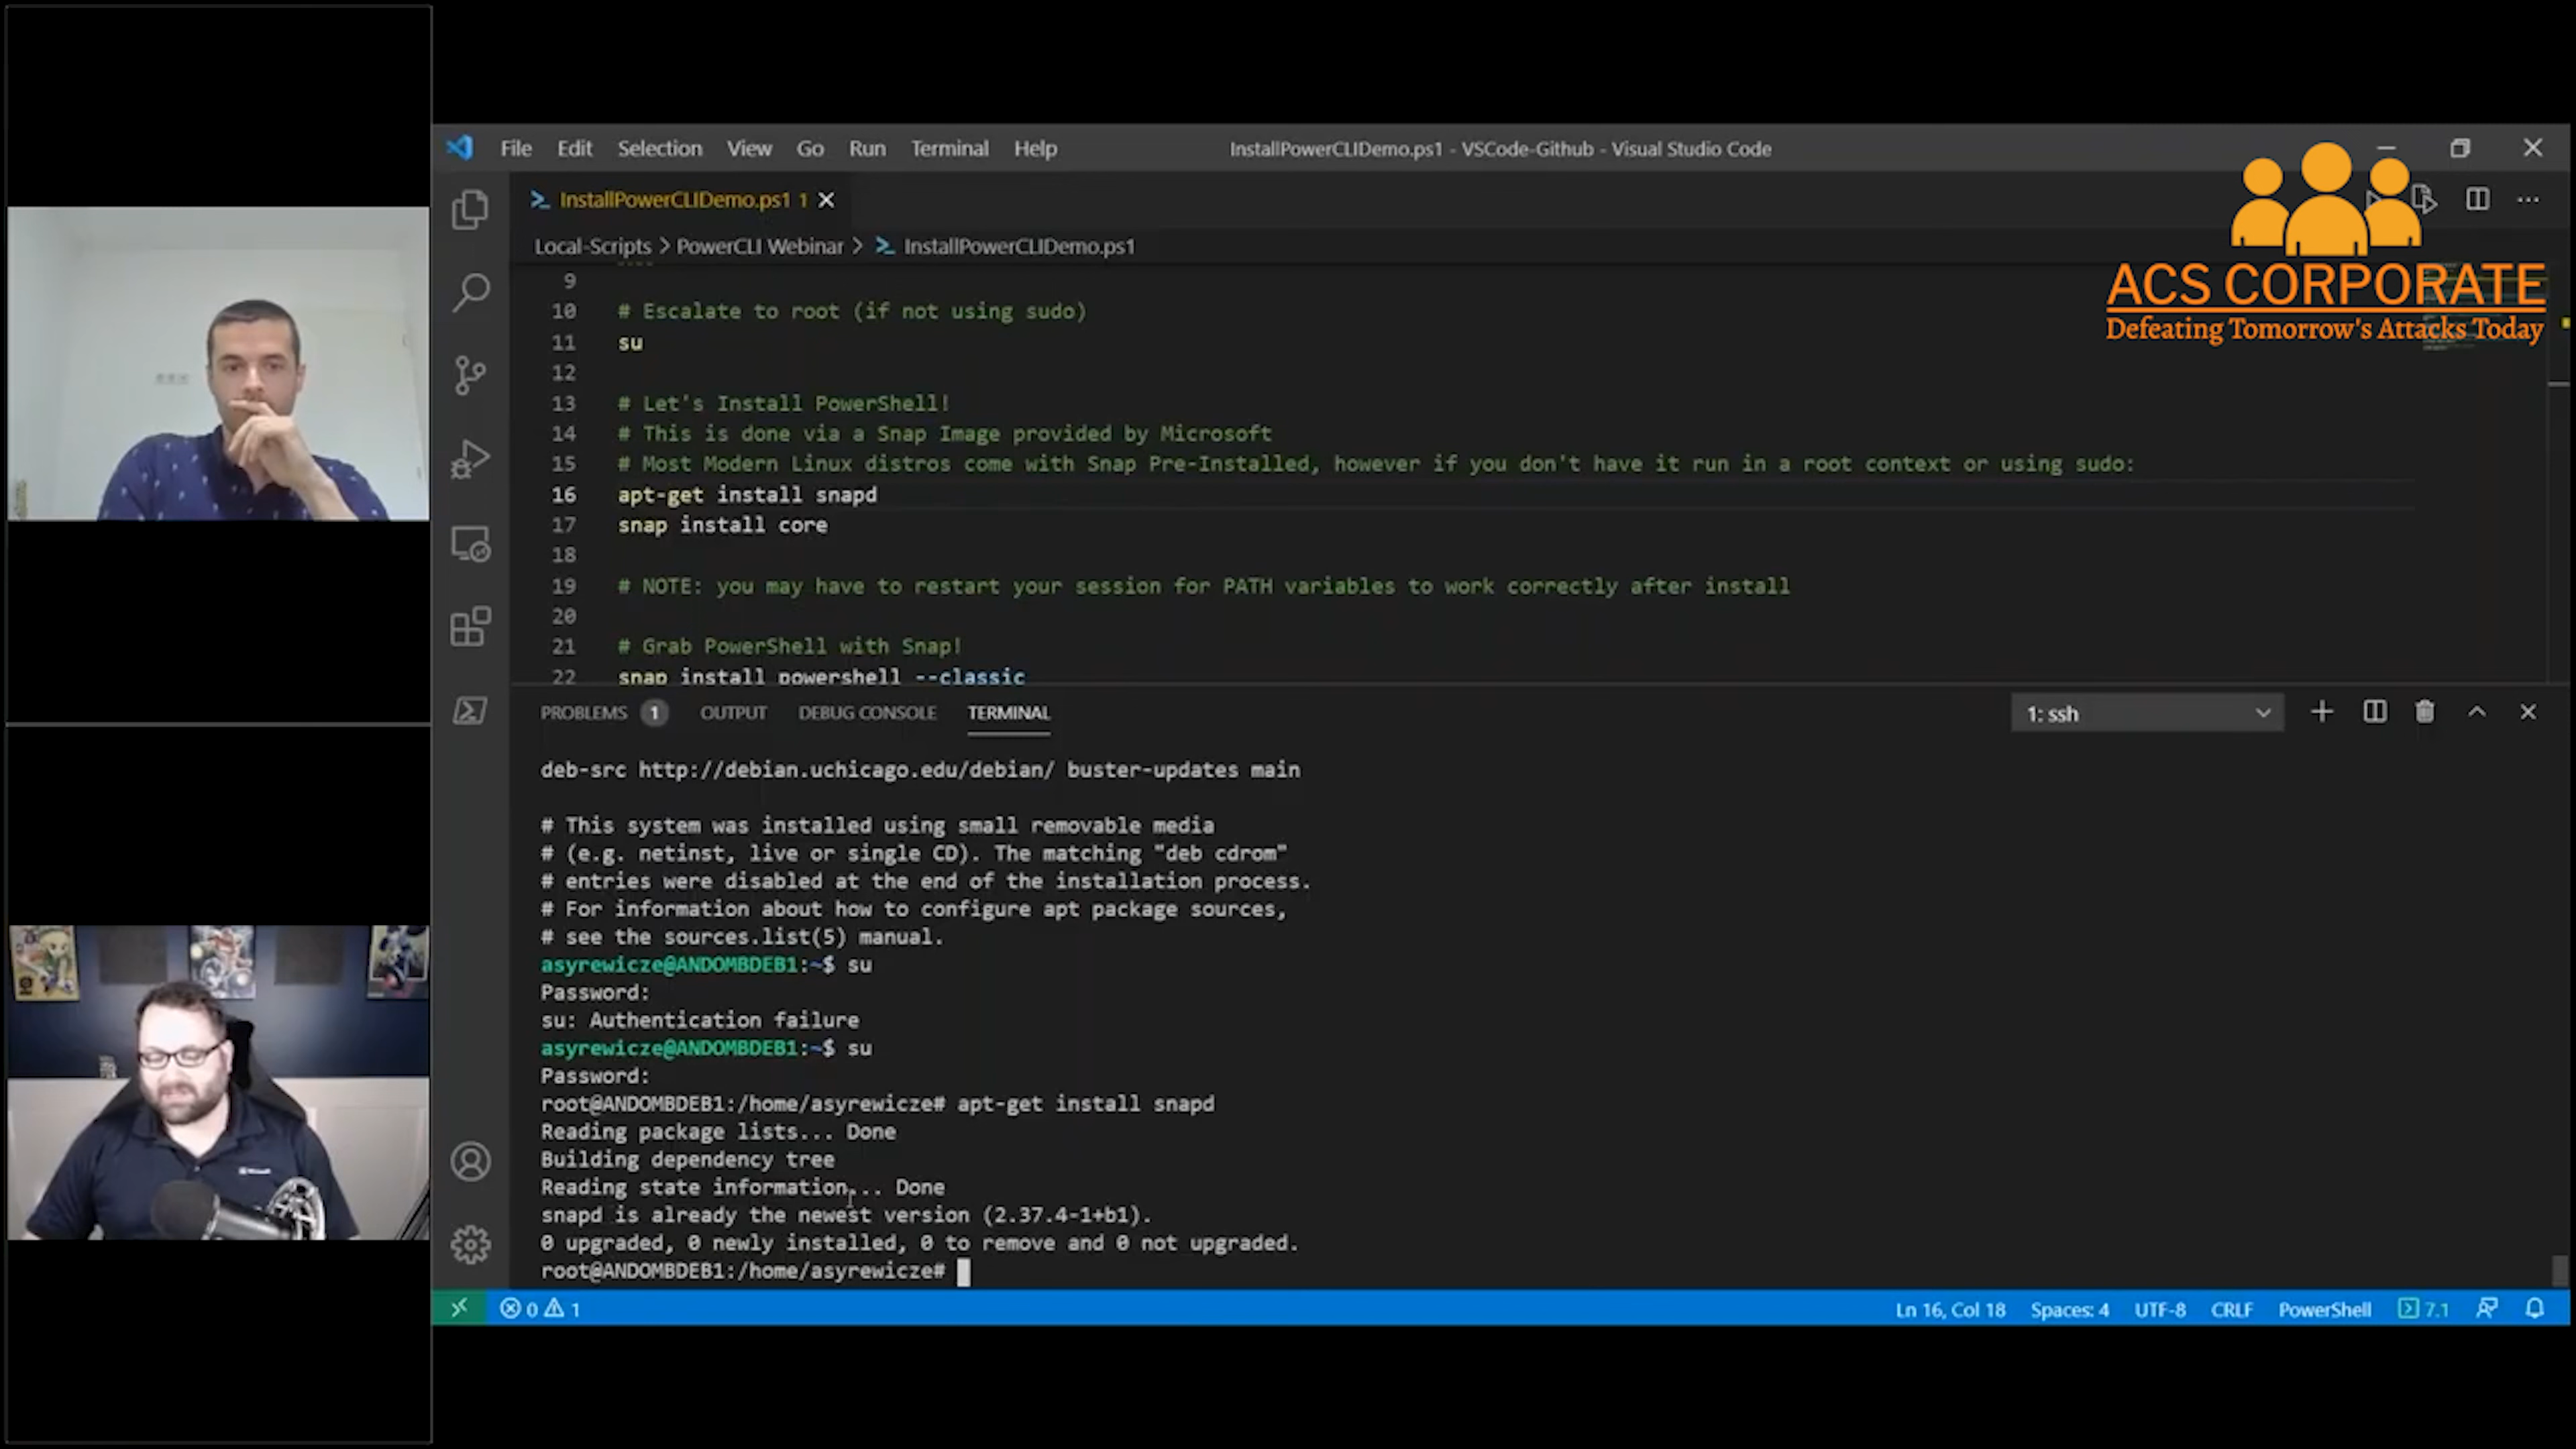 File Edit Selection View Go Run Terminal Help
InstallPowerCLIDemo.ps1 - VSCode-Github - Visual Studio Code
InstallPowerCLIDemo.ps1 1
Local-Scripts > PowerCLI Webinar > InstallPowerCLIDemo.ps1
ACS CORPORATE
Defeating Tomorrow's Attacks Today
9
10 # Escalate to root (if not using sudo)
11 su
12
13 # Let's Install PowerShell!
14 # This is done via a Snap Image provided by Microsoft
15 # Most Modern Linux distros come with Snap Pre-Installed, however if you don't have it run in a root context or using sudo:
16 apt-get install snapd
17 snap install core
18
19 # NOTE: you may have to restart your session for PATH variables to work correctly after install
20
21 # Grab PowerShell with Snap!
22 snap install powershell --classic
PROBLEMS 1 OUTPUT DEBUG CONSOLE TERMINAL
1: ssh
deb-src http://debian.uchicago.edu/debian/ buster-updates main
# This system was installed using small removable media
# (e.g. netinst, live or single CD). The matching "deb cdrom"
# entries were disabled at the end of the installation process.
# For information about how to configure apt package sources,
# see the sources.list(5) manual.
asyrewicze@ANDOMBDEB1:~$ su
Password:
su: Authentication failure
asyrewicze@ANDOMBDEB1:~$ su
Password:
root@ANDOMBDEB1:/home/asyrewicze# apt-get install snapd
Reading package lists... Done
Building dependency tree
Reading state information... Done
snapd is already the newest version (2.37.4-1+b1).
0 upgraded, 0 newly installed, 0 to remove and 0 not upgraded.
root@ANDOMBDEB1:/home/asyrewicze#
0 1
Ln 16, Col 18 Spaces: 4 UTF-8 CRLF PowerShell 7.1